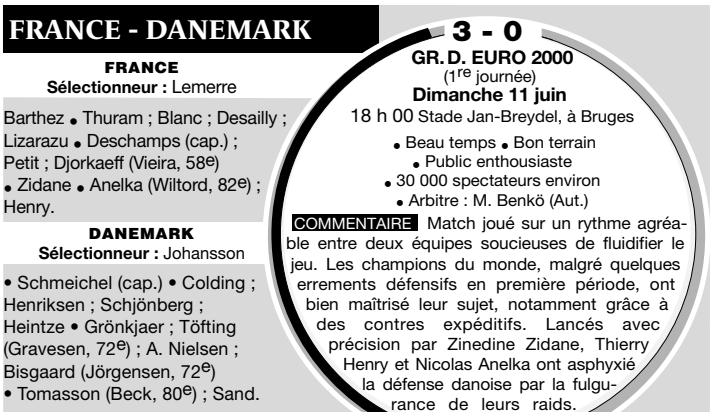 FRANCE - DANEMARK
3 - 0
FRANCE
Sélectionneur : Lemerre
Barthez • Thuram ; Blanc ; Desailly ;
Lizarazu • Deschamps (cap.) ;
Petit ; Djorkaeff (Vieira, 58e)
• Zidane • Anelka (Wiltord, 82e) ;
Henry.
DANEMARK
Sélectionneur : Johansson
• Schmeichel (cap.) • Colding ;
Henriksen ; Schjönberg ;
Heintze • Grönkjaer ; Töfting
(Gravesen, 72e) ; A. Nielsen ;
Bisgaard (Jörgensen, 72e)
• Tomasson (Beck, 80e) ; Sand.
GR. D. EURO 2000
(1re journée)
Dimanche 11 juin
18 h 00 Stade Jan-Breydel, à Bruges
• Beau temps • Bon terrain
• Public enthousiaste
• 30 000 spectateurs environ
• Arbitre : M. Benkö (Aut.)
COMMENTAIRE Match joué sur un rythme agréa-
ble entre deux équipes soucieuses de fluidifier le
jeu. Les champions du monde, malgré quelques
errements défensifs en première période, ont
bien maîtrisé leur sujet, notamment grâce à
des contres expéditifs. Lancés avec
précision par Zinedine Zidane, Thierry
Henry et Nicolas Anelka ont asphyxié
la défense danoise par la fulgu-
rance de leurs raids.